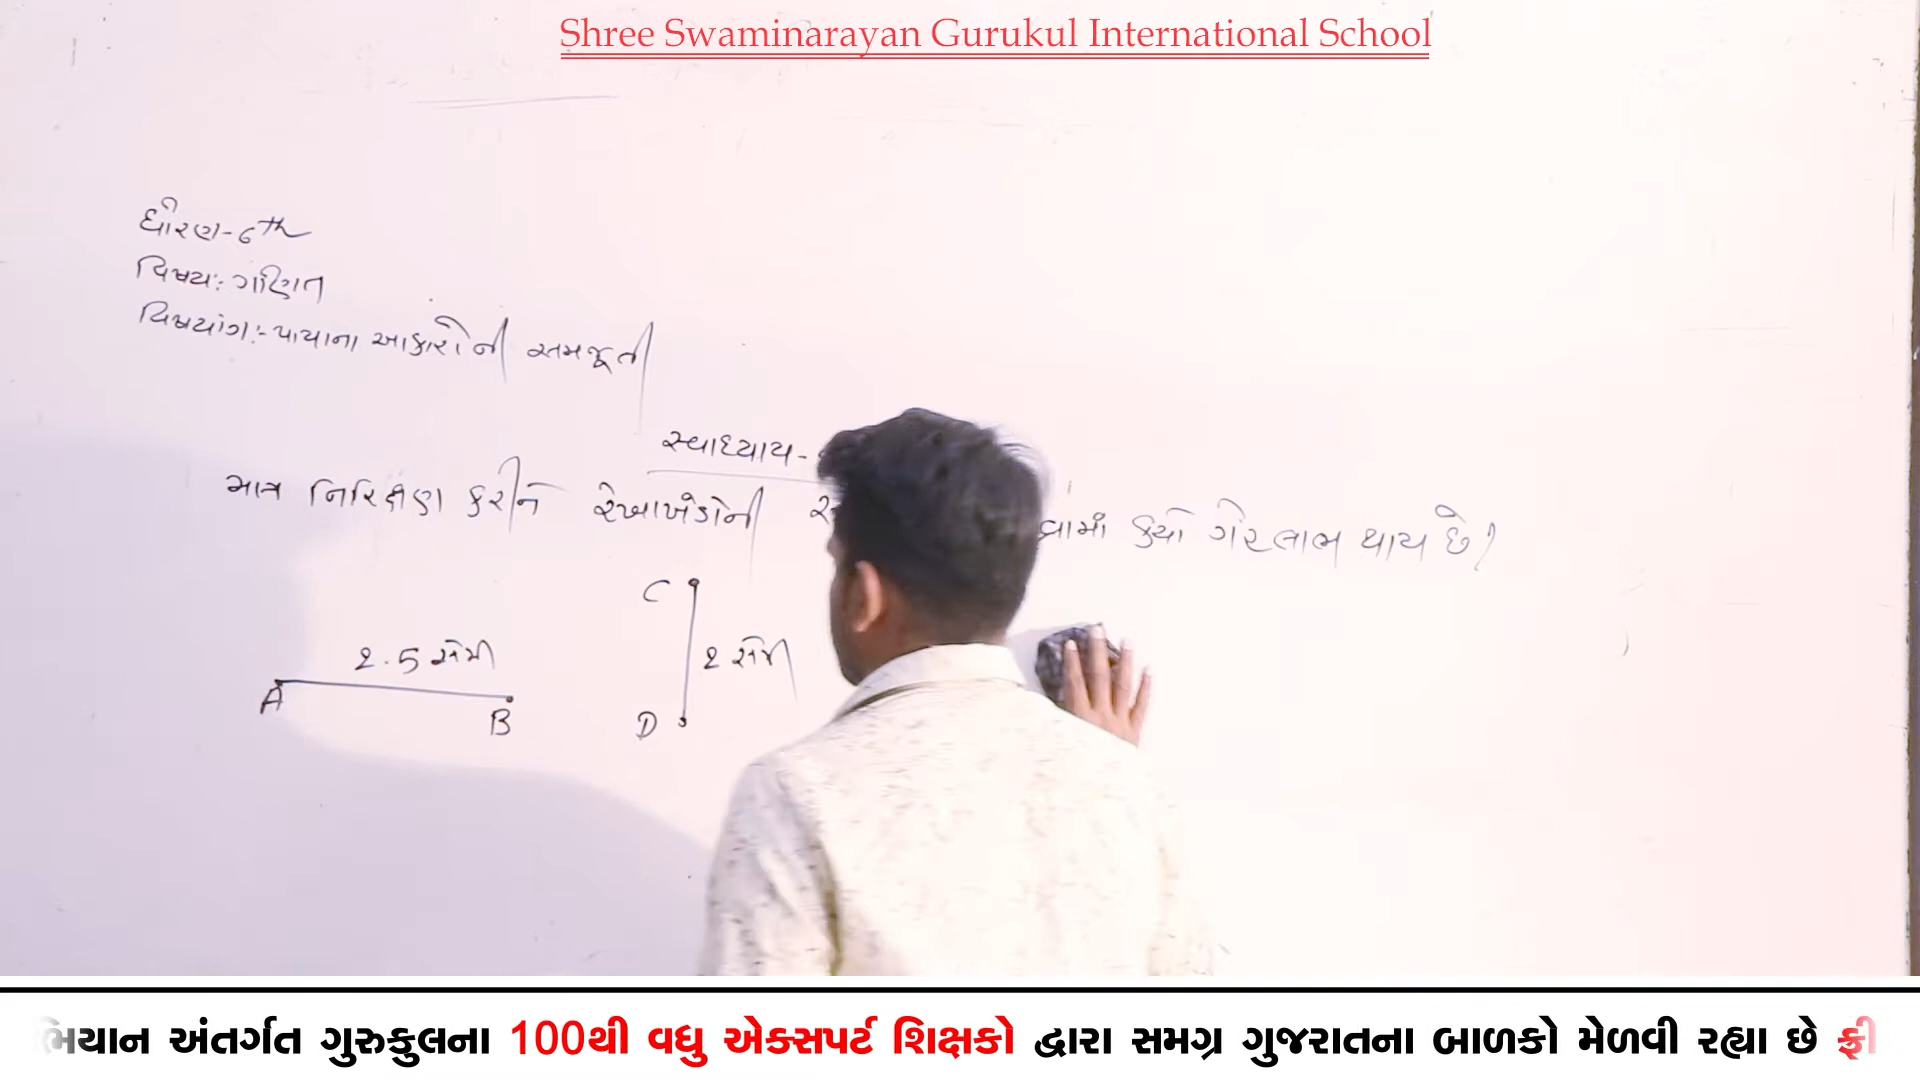 Shree Swaminarayan Gurukul International School
ધોરણ-6th
વિષય: ગણિત
વિષયાંગ:- પાયાના આકારોની સમજૂતી
સ્વાધ્યાય-
માત્ર નિરિક્ષણ કરીને રેખાખંડોની
કયો ગેરલાભ થાય છે?
C
2.5 સેમી
2 સેમી
A
B
D
અંતર્ગત ગુરુકુલના 100થી વધુ એક્સપર્ટ શિક્ષકો દ્વારા સમગ્ર ગુજરાતના બાળકો મેળવી રહ્યા છે ફ્રી